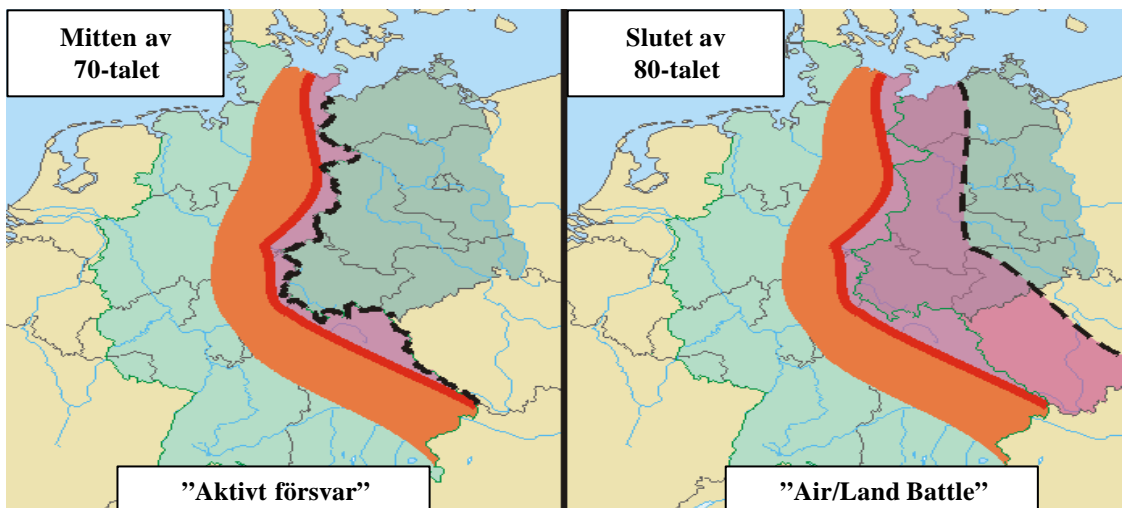 Mitten av
70-talet
Slutet av
80-talet
”Aktivt försvar”
”Air/Land Battle”